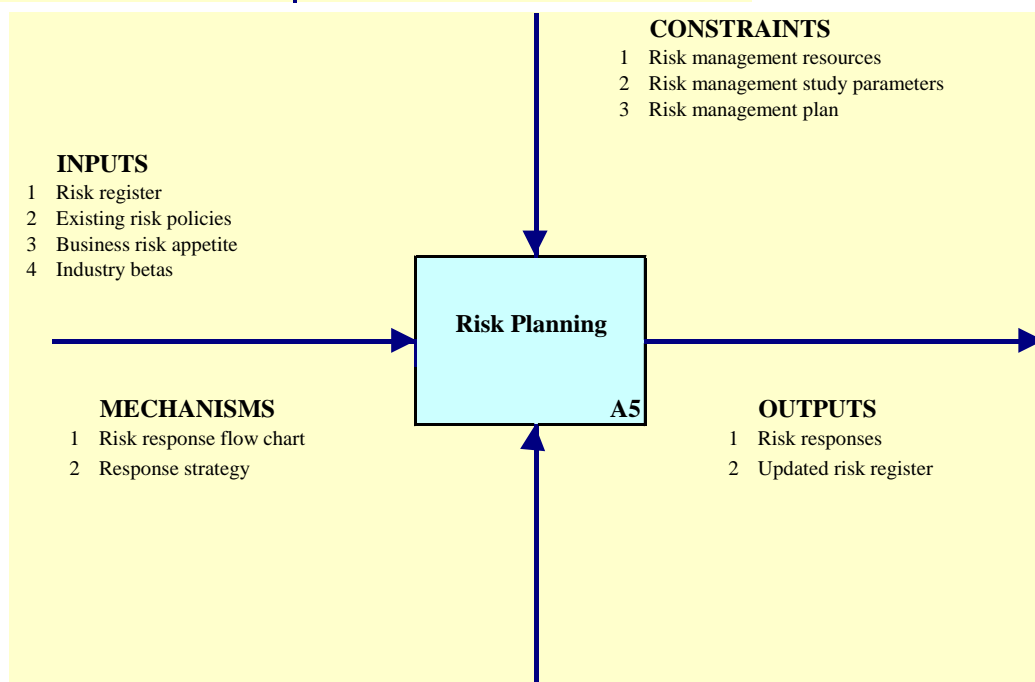 CONSTRAINTS
1 Risk management resources
2 Risk management study parameters
3 Risk management plan
INPUTS
1 Risk register
2 Existing risk policies
3 Business risk appetite
4 Industry betas
Risk Planning
A5
MECHANISMS
1 Risk response flow chart
2 Response strategy
OUTPUTS
1 Risk responses
2 Updated risk register